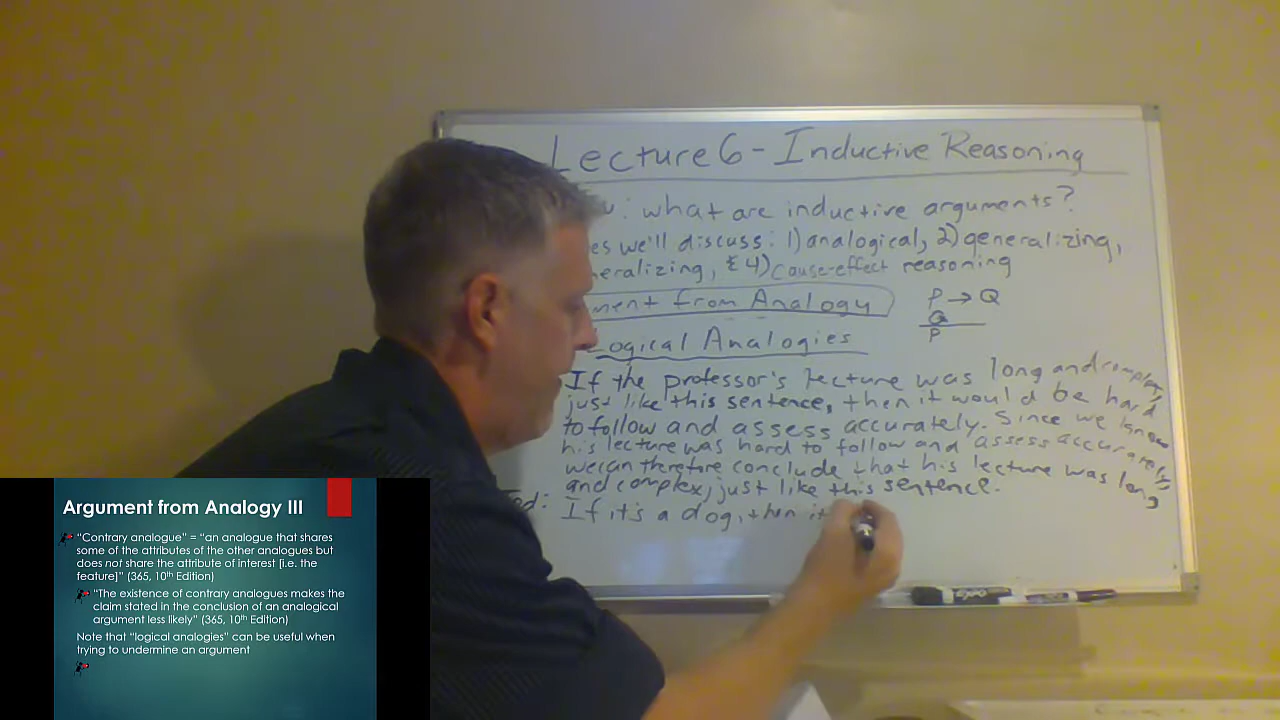 Lecture 6 - Inductive Reasoning
: what are inductive arguments?
es we'll discuss: 1) analogical, 2) generalizing,
neralizing, & 4) cause-effect reasoning
ment from Analogy
P → Q
Q
P
Logical Analogies
If the professor's lecture was long and complex,
just like this sentence, then it would be hard
to follow and assess accurately. Since we know
his lecture was hard to follow and assess accurately,
we can therefore conclude that his lecture was long
and complex, just like this sentence.
If it's a dog, then it
Argument from Analogy III
"Contrary analogue" = "an analogue that shares
some of the attributes of the other analogues but
does not share the attribute of interest [i.e. the
feature]" (365, 10th Edition)
"The existence of contrary analogues makes the
claim stated in the conclusion of an analogical
argument less likely" (365, 10th Edition)
Note that "logical analogies" can be useful when
trying to undermine an argument